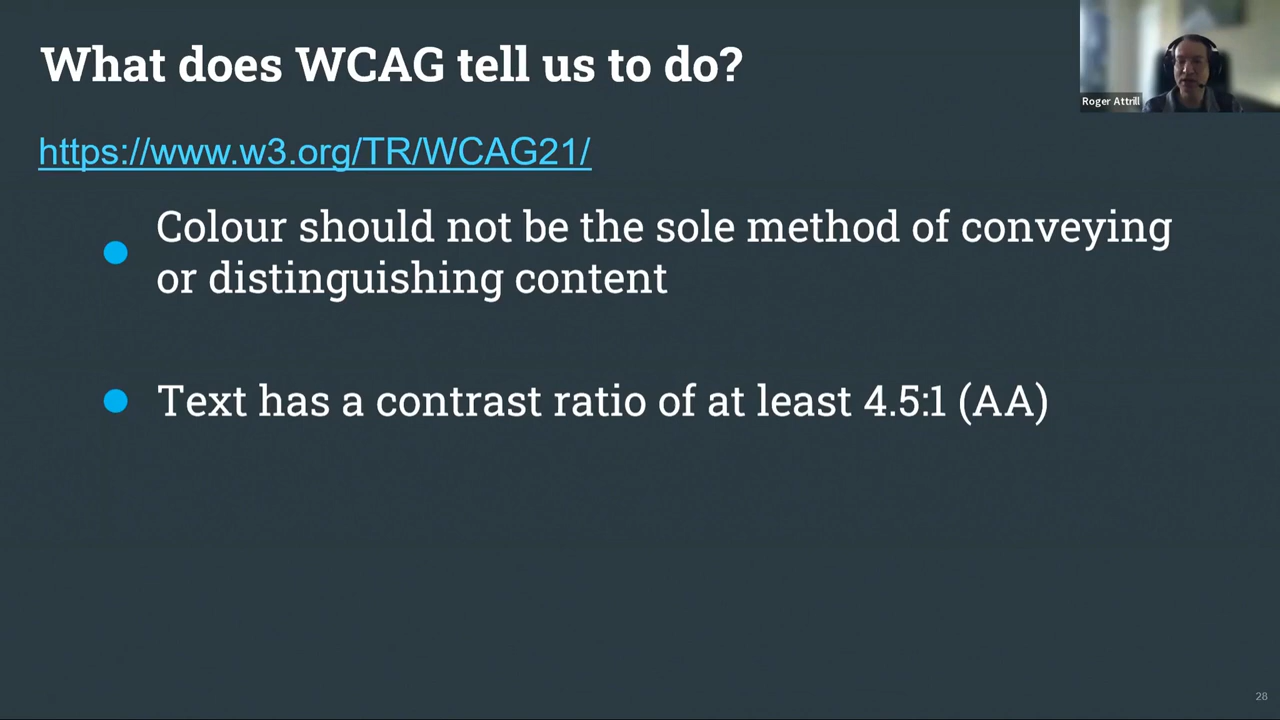 What does WCAG tell us to do?
Roger Attrill
https://www.w3.org/TR/WCAG21/
Colour should not be the sole method of conveying
or distinguishing content
Text has a contrast ratio of at least 4.5:1 (AA)
28